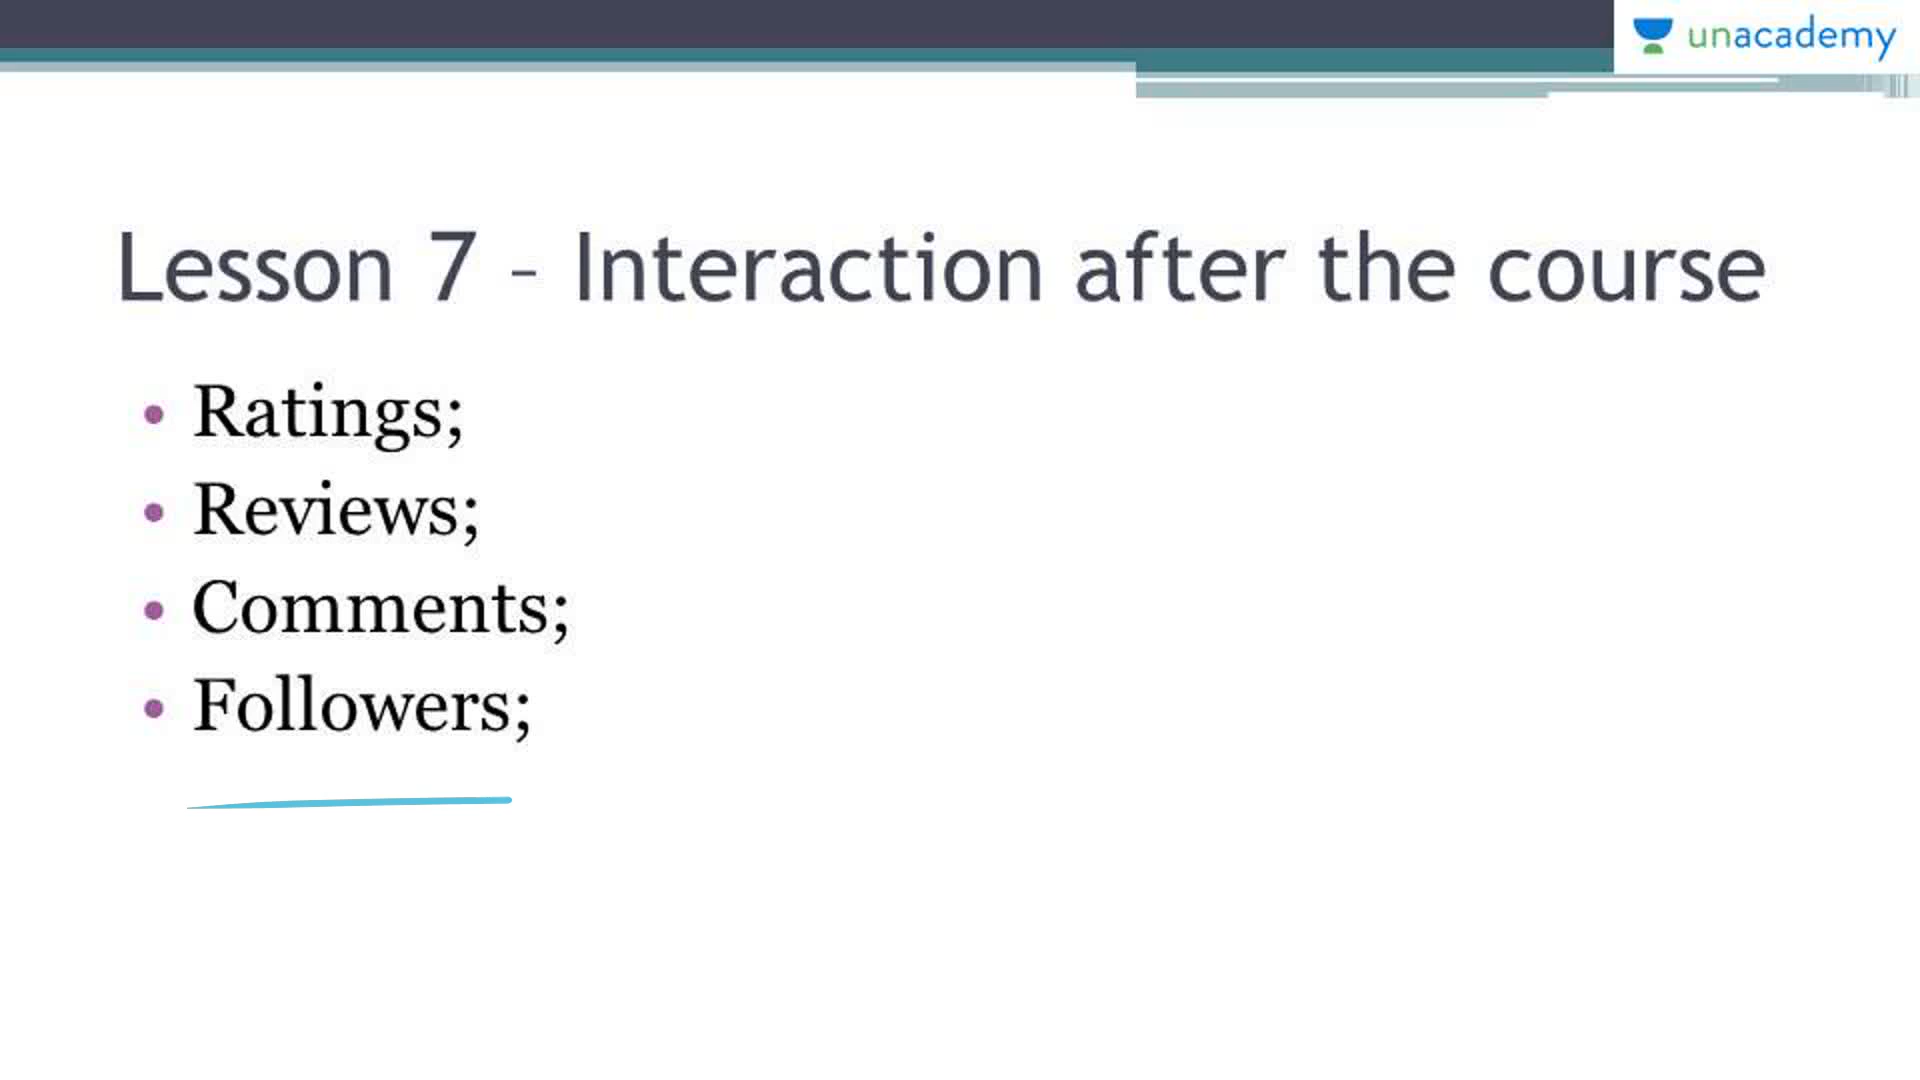 unacademy
Lesson 7 – Interaction after the course
• Ratings;
• Reviews;
• Comments;
• Followers;